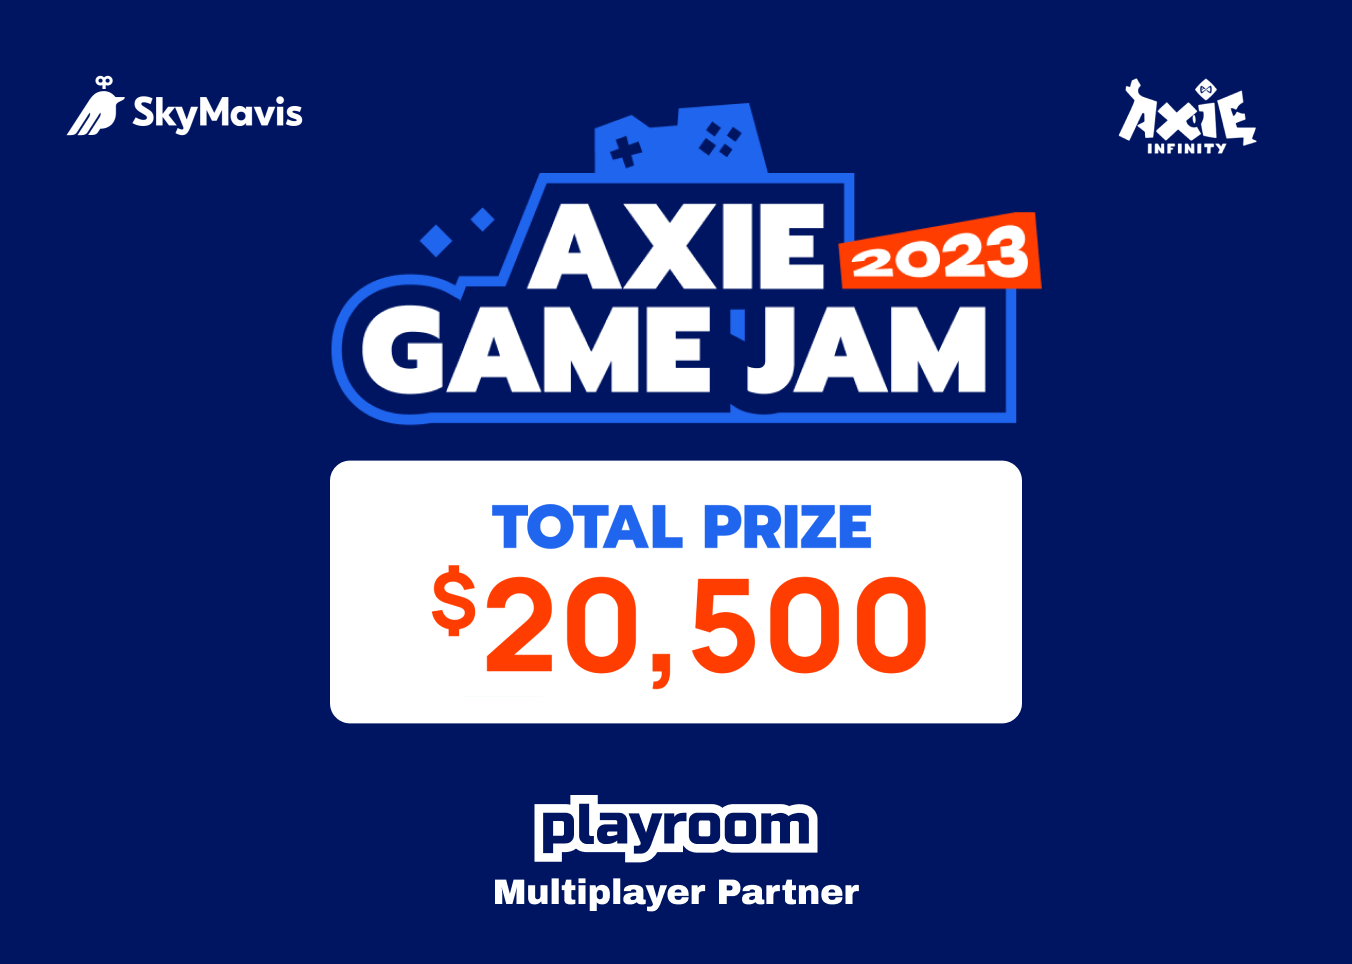 SkyMavis
AXIE
INFINITY
AXIE
2023
GAME JAM
TOTAL PRIZE
$20,500
playroom
Multiplayer Partner